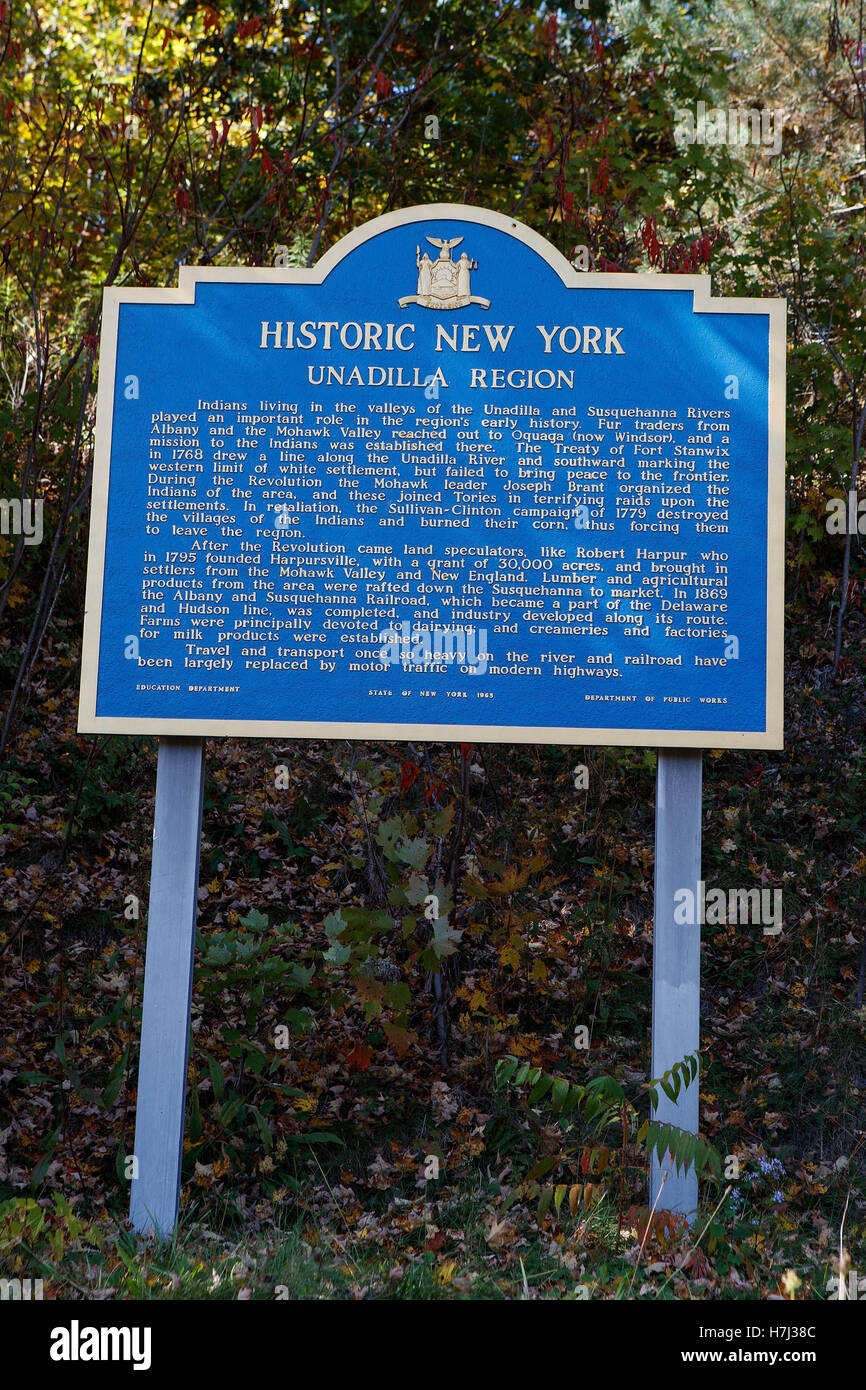 HISTORIC NEW YORK
UNADILLA REGION
Indians living in the valleys of the Unadilla and Susquehanna Rivers
played an important role in the region's early history. Fur traders from
Albany and the Mohawk Valley reached out to Oquaga (now Windsor), and a
mission to the Indians was established there. The Treaty of Fort Stanwix
in 1768 drew a line along the Unadilla River and southward marking the
western limit of white settlement, but failed to bring peace to the frontier.
During the Revolution the Mohawk leader Joseph Brant organized the
Indians of the area, and these joined Tories in terrifying raids upon the
settlements. In retaliation, the Sullivan-Clinton campaign of 1779 destroyed
the villages of the Indians and burned their corn, thus forcing them
to leave the region.
After the Revolution came land speculators, like Robert Harpur who
in 1795 founded Harpursville, with a grant of 30,000 acres, and brought in
settlers from the Mohawk Valley and New England. Lumber and agricultural
products from the area were rafted down the Susquehanna to market. In 1869
the Albany and Susquehanna Railroad, which became a part of the Delaware
and Hudson line, was completed, and industry developed along its route.
Farms were principally devoted to dairying; and creameries and factories
for milk products were established.
Travel and transport once so heavy on the river and railroad have
been largely replaced by motor traffic on modern highways.
EDUCATION DEPARTMENT STATE OF NEW YORK 1965 DEPARTMENT OF PUBLIC WORKS
alamy
alamy stock photo
H7J38C
www.alamy.com